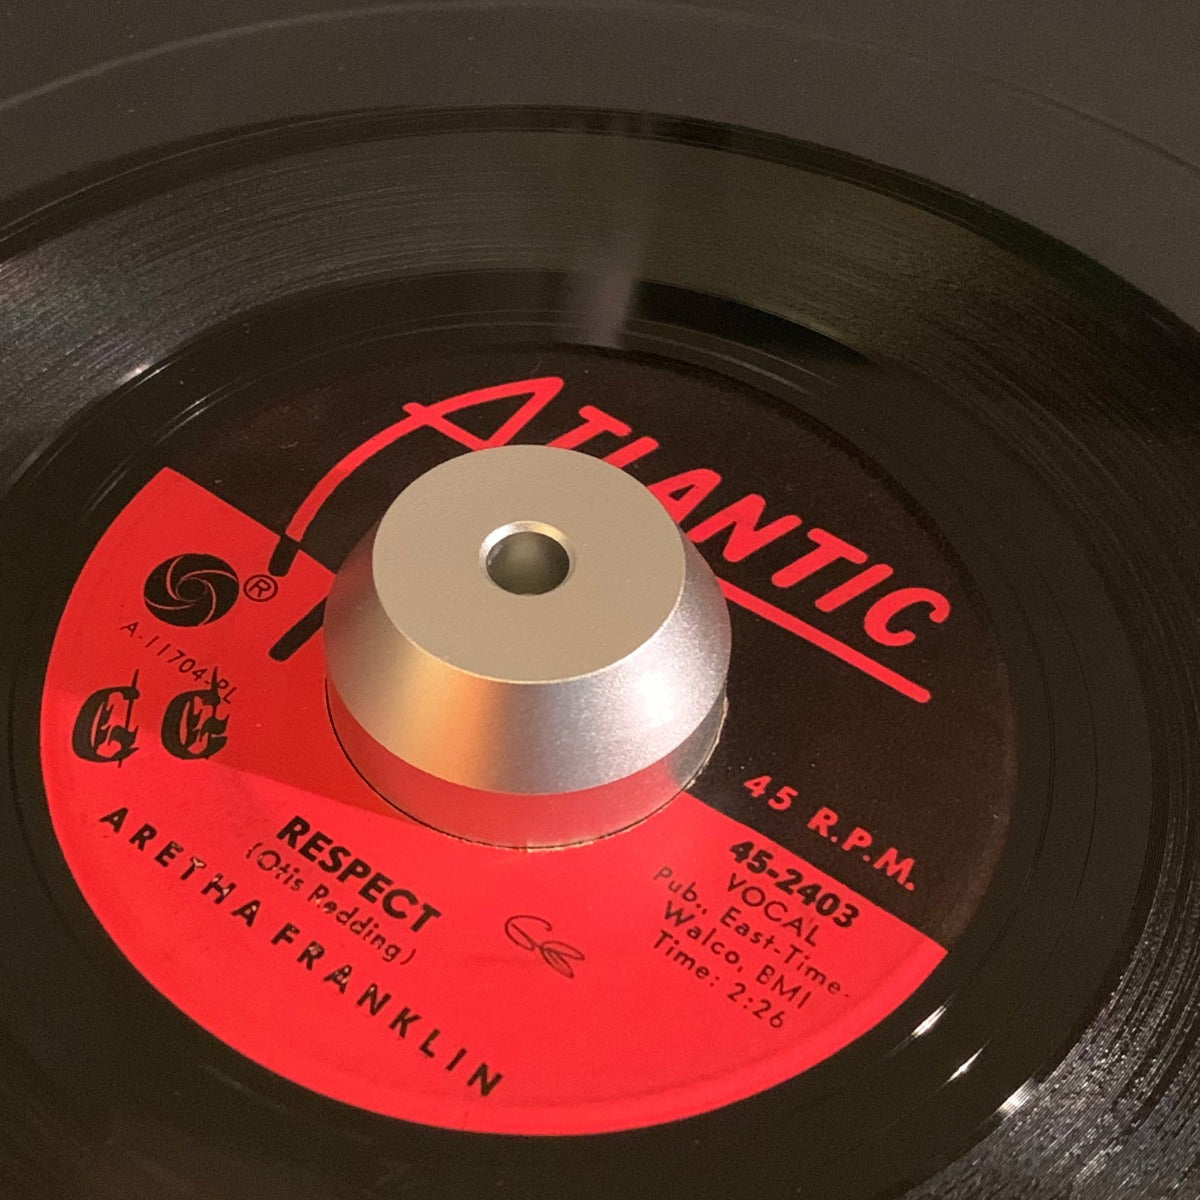 ATLANTIC
®
A-11704-PL
45 R.P.M.
45-2403
VOCAL
Pub., East-Time-
Walco, BMI
Time: 2:26
RESPECT
(Otis Redding)
ARETHA FRANKLIN